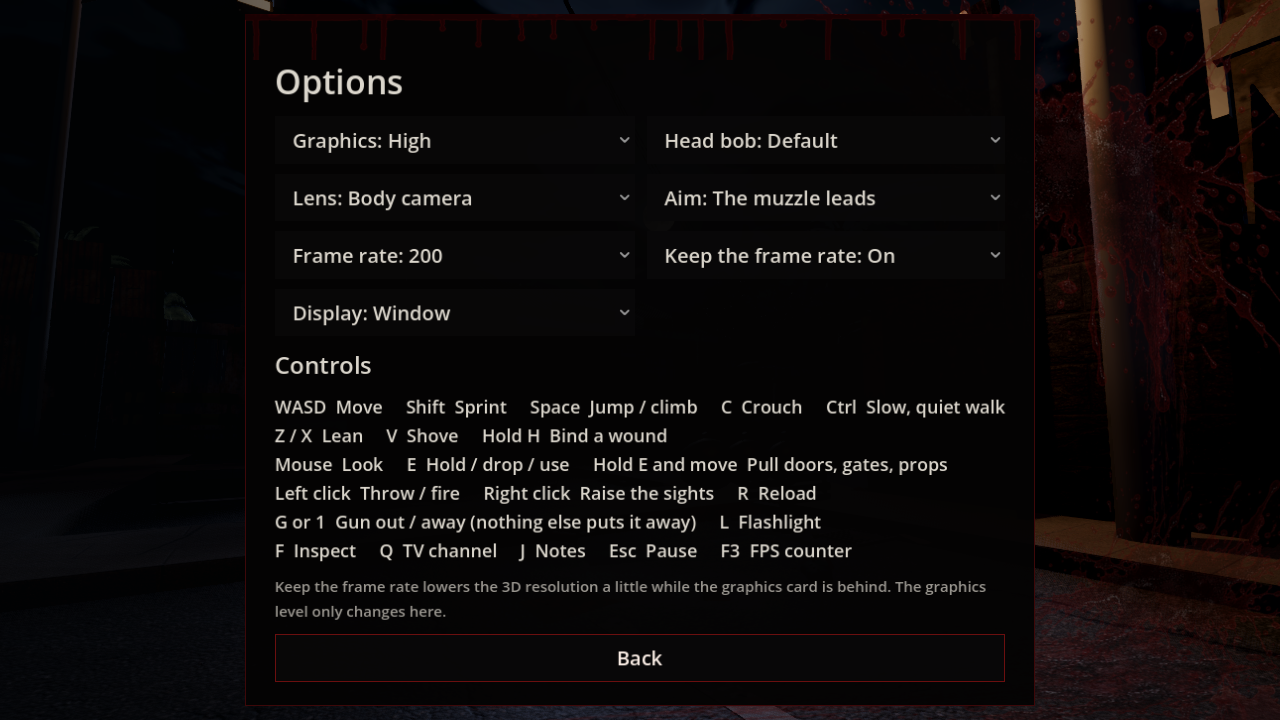 Options
Graphics: High
Head bob: Default
Lens: Body camera
Aim: The muzzle leads
Frame rate: 200
Keep the frame rate: On
Display: Window
Controls
WASD Move Shift Sprint Space Jump / climb C Crouch Ctrl Slow, quiet walk
Z / X Lean V Shove Hold H Bind a wound
Mouse Look E Hold / drop / use Hold E and move Pull doors, gates, props
Left click Throw / fire Right click Raise the sights R Reload
G or 1 Gun out / away (nothing else puts it away) L Flashlight
F Inspect Q TV channel J Notes Esc Pause F3 FPS counter
Keep the frame rate lowers the 3D resolution a little while the graphics card is behind. The graphics
level only changes here.
Back